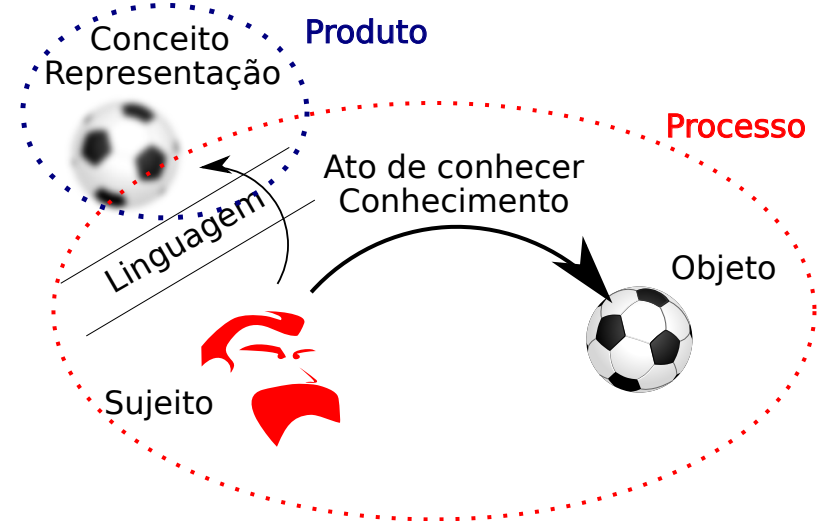 Produto
Conceito
Representação
Processo
Ato de conhecer
Conhecimento
Linguagem
Objeto
Sujeito